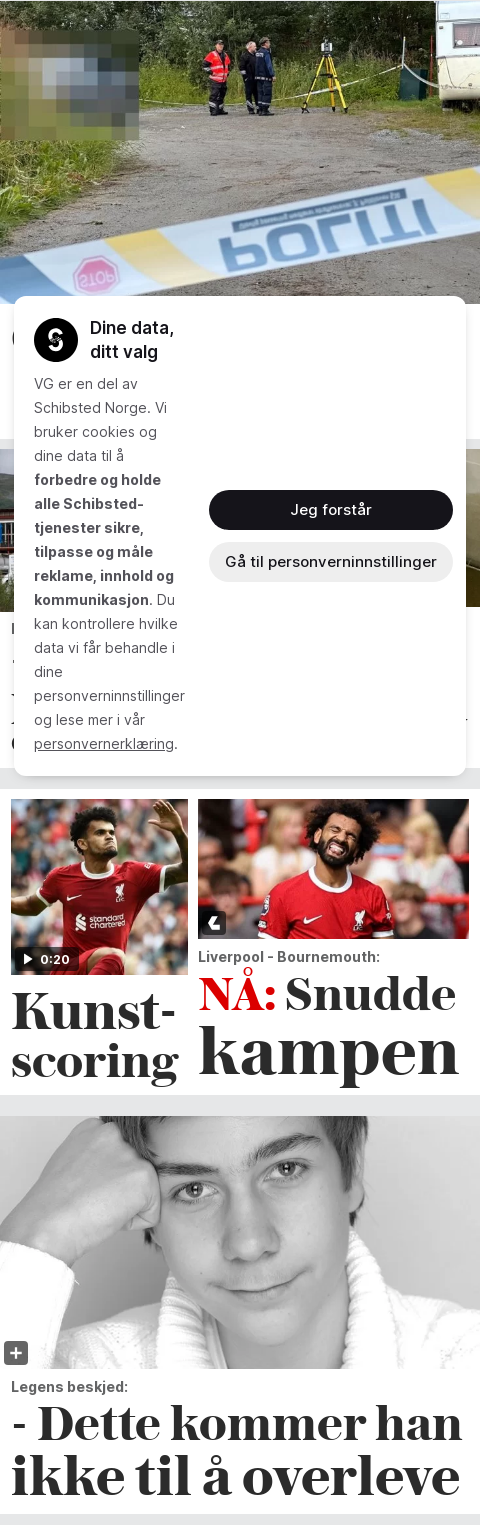 POLITI
STOP
Dine data,
ditt valg
VG er en del av
Schibsted Norge. Vi
bruker cookies og
dine data til å
forbedre og holde
alle Schibsted-
tjenester sikre,
tilpasse og måle
reklame, innhold og
kommunikasjon. Du
kan kontrollere hvilke
data vi får behandle i
dine
personverninnstillinger
og lese mer i vår
personvernerklæring.
Jeg forstår
Gå til personverninnstillinger
standard
chartered
0:20
Kunst-
scoring
Liverpool - Bournemouth:
NÅ: Snudde
kampen
Legens beskjed:
- Dette kommer han
ikke til å overleve